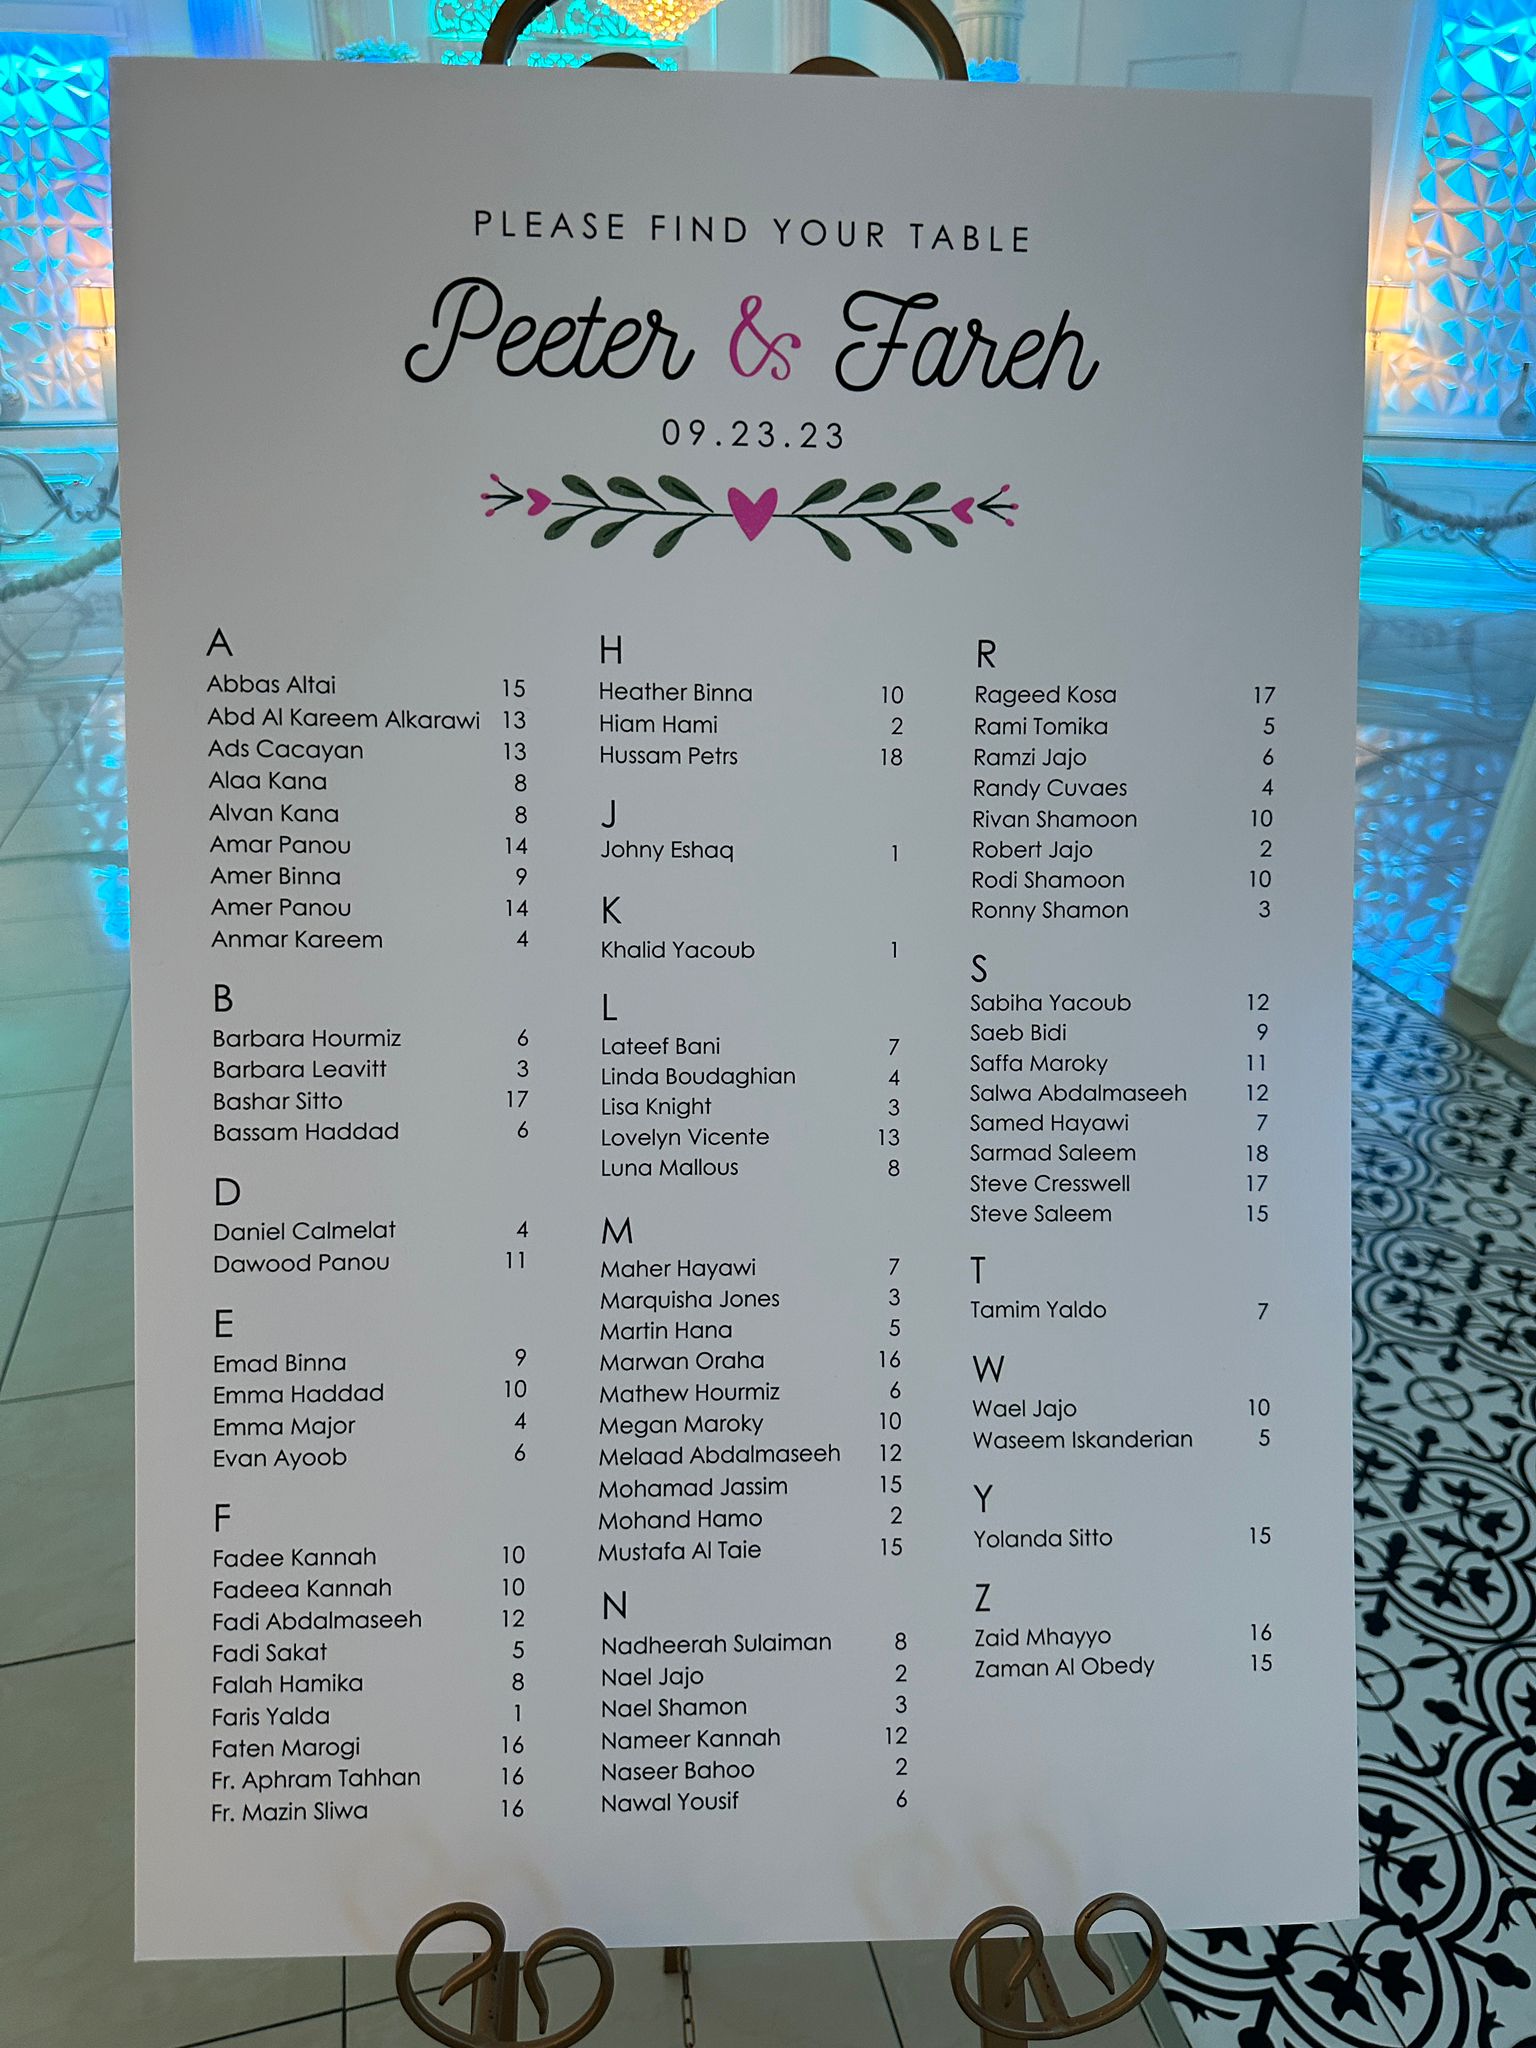 PLEASE FIND YOUR TABLE
Peeter & Fareh
09.23.23
A
Abbas Altai 15
Abd Al Kareem Alkarawi 13
Ads Cacayan 13
Alaa Kana 8
Alvan Kana 8
Amar Panou 14
Amer Binna 9
Amer Panou 14
Anmar Kareem 4
B
Barbara Hourmiz 6
Barbara Leavitt 3
Bashar Sitto 17
Bassam Haddad 6
D
Daniel Calmelat 4
Dawood Panou 11
E
Emad Binna 9
Emma Haddad 10
Emma Major 4
Evan Ayoob 6
F
Fadee Kannah 10
Fadeea Kannah 10
Fadi Abdalmaseeh 12
Fadi Sakat 5
Falah Hamika 8
Faris Yalda 1
Faten Marogi 16
Fr. Aphram Tahhan 16
Fr. Mazin Sliwa 16
H
Heather Binna 10
Hiam Hami 2
Hussam Petrs 18
J
Johny Eshaq 1
K
Khalid Yacoub 1
L
Lateef Bani 7
Linda Boudaghian 4
Lisa Knight 3
Lovelyn Vicente 13
Luna Mallous 8
M
Maher Hayawi 7
Marquisha Jones 3
Martin Hana 5
Marwan Oraha 16
Mathew Hourmiz 6
Megan Maroky 10
Melaad Abdalmaseeh 12
Mohamad Jassim 15
Mohand Hamo 2
Mustafa Al Taie 15
N
Nadheerah Sulaiman 8
Nael Jajo 2
Nael Shamon 3
Nameer Kannah 12
Naseer Bahoo 2
Nawal Yousif 6
R
Rageed Kosa 17
Rami Tomika 5
Ramzi Jajo 6
Randy Cuvaes 4
Rivan Shamoon 10
Robert Jajo 2
Rodi Shamoon 10
Ronny Shamon 3
S
Sabiha Yacoub 12
Saeb Bidi 9
Saffa Maroky 11
Salwa Abdalmaseeh 12
Samed Hayawi 7
Sarmad Saleem 18
Steve Cresswell 17
Steve Saleem 15
T
Tamim Yaldo 7
W
Wael Jajo 10
Waseem Iskanderian 5
Y
Yolanda Sitto 15
Z
Zaid Mhayyo 16
Zaman Al Obedy 15